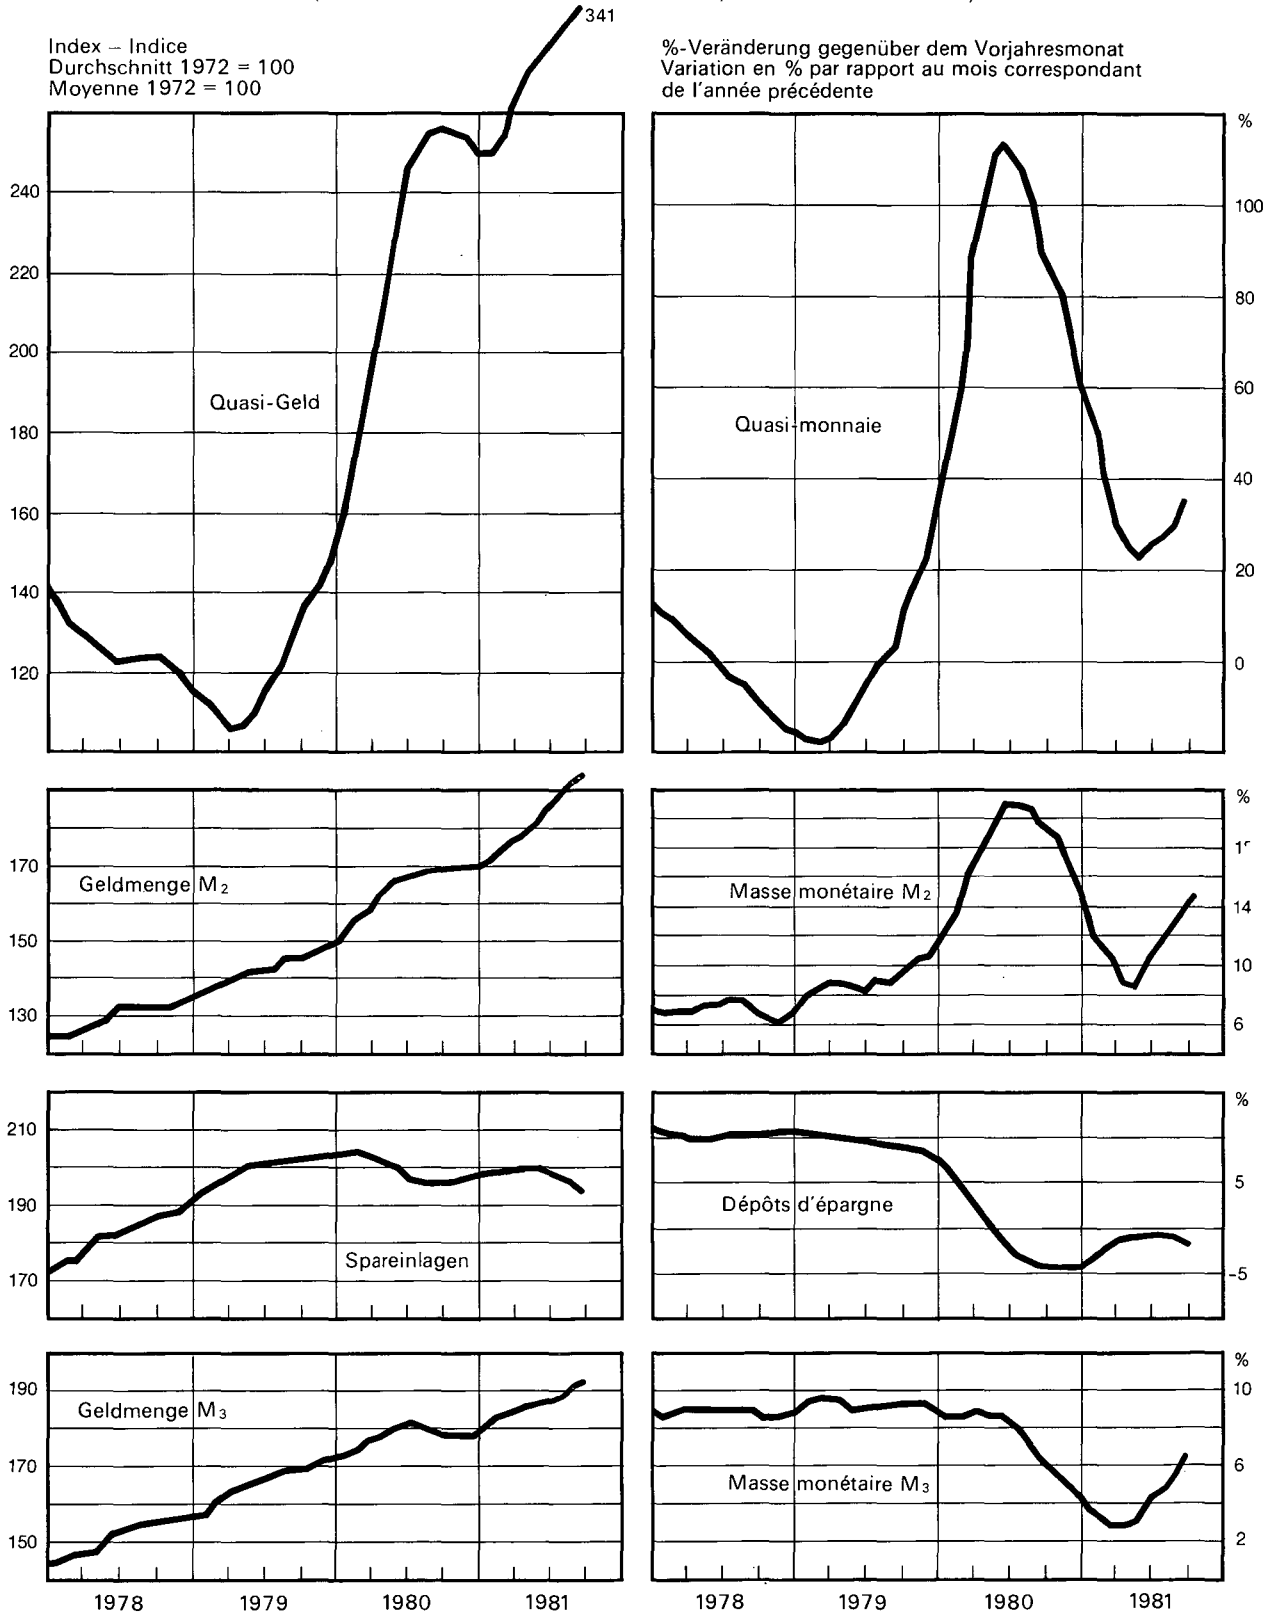 341
Index – Indice
Durchschnitt 1972 = 100
Moyenne 1972 = 100
%-Veränderung gegenüber dem Vorjahresmonat
Variation en % par rapport au mois correspondant
de l'année précédente
240
220
200
180
160
140
120
Quasi-Geld
%
100
80
60
40
20
0
Quasi-monnaie
170
150
130
Geldmenge M2
%
14
10
6
Masse monétaire M2
210
190
170
Spareinlagen
%
5
-5
Dépôts d'épargne
190
170
150
Geldmenge M3
%
10
6
2
Masse monétaire M3
1978 1979 1980 1981
1978 1979 1980 1981